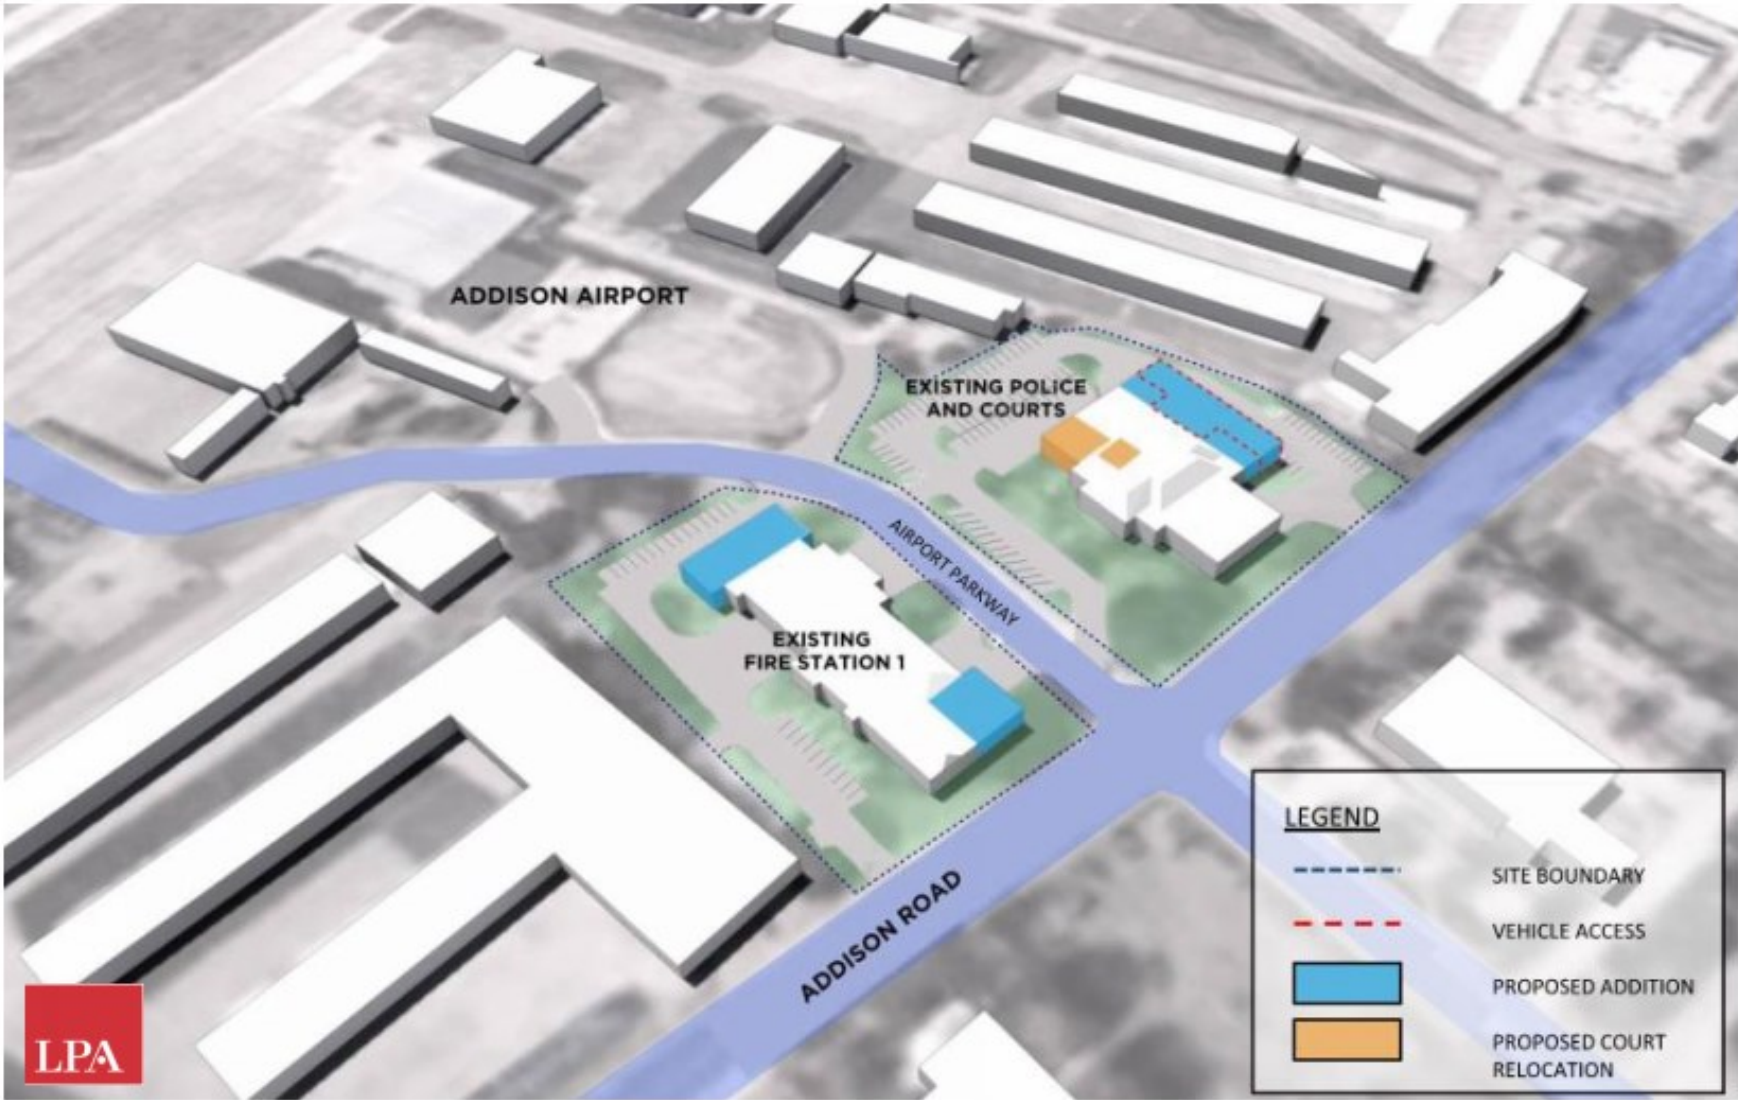 ADDISON AIRPORT
EXISTING POLICE
AND COURTS
AIRPORT PARKWAY
EXISTING
FIRE STATION 1
ADDISON ROAD
LEGEND
SITE BOUNDARY
VEHICLE ACCESS
PROPOSED ADDITION
PROPOSED COURT
RELOCATION
LPA